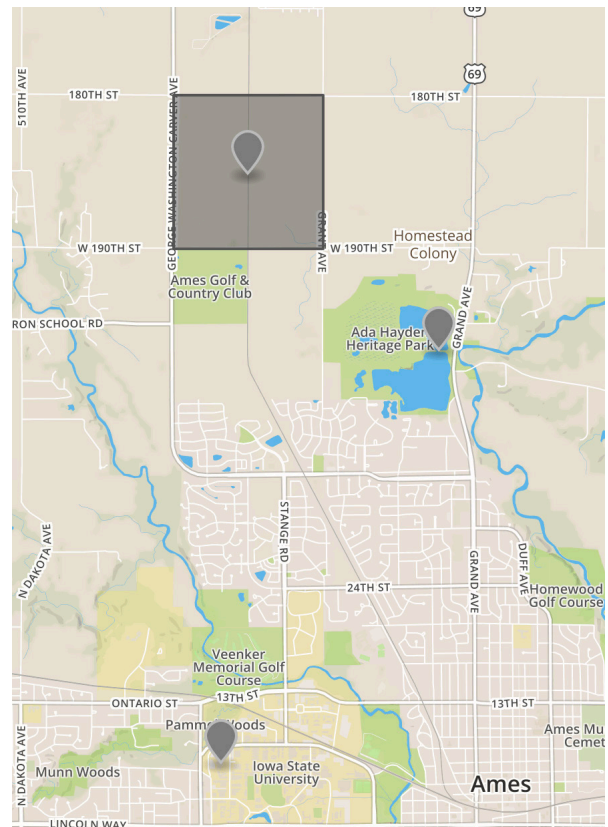 69
510TH AVE
180TH ST
GEORGE WASHINGTON CARVER AVE
69
180TH ST
W 190TH ST
GRANT AVE
W 190TH ST
Homestead
Colony
Ames Golf &
Country Club
RON SCHOOL RD
Ada Hayden
Heritage Park
GRAND AVE
STANGE RD
N DAKOTA AVE
24TH ST
GRAND AVE
DUFF AVE
Homewood
Golf Course
Veenker
Memorial Golf
Course
ONTARIO ST
13TH ST
13TH ST
Pammel Woods
N DAKOTA AVE
Munn Woods
Iowa State
University
Ames Mu
Cemet
Ames
LINCOLN WAY